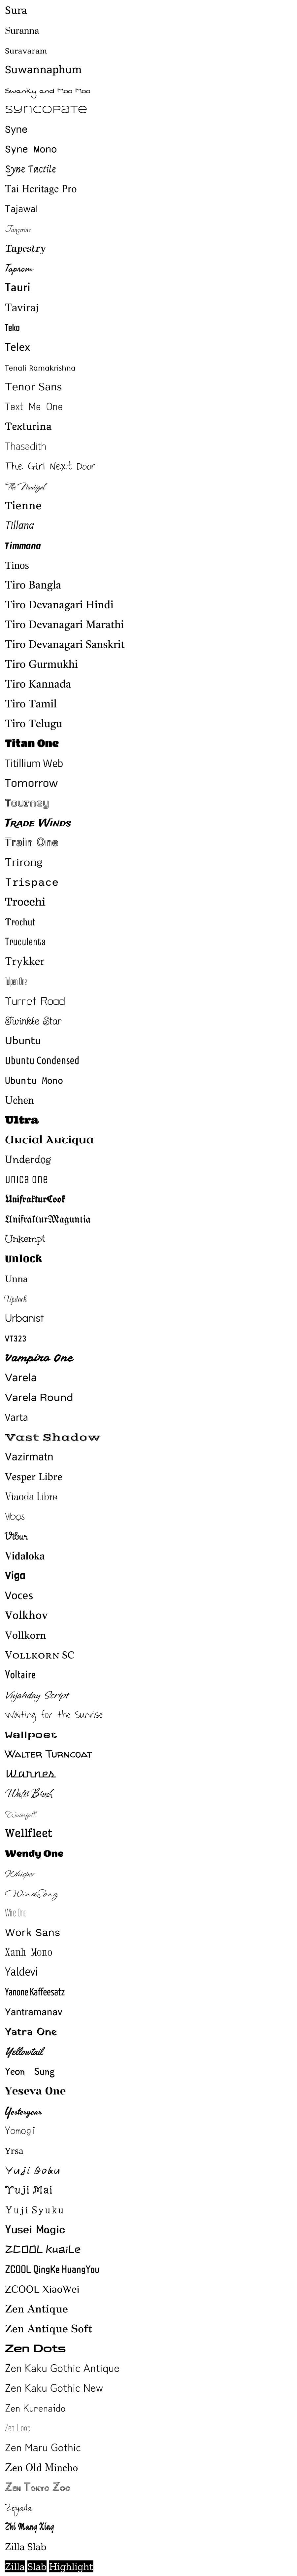 Sura
Suranna
Suravaram
Suwannaphum
Swanky and Moo Moo
Syncopate
Syne
Syne Mono
Syne Tactile
Tai Heritage Pro
Tajawal
Tangerine
Tapestry
Taprom
Tauri
Taviraj
Teko
Telex
Tenali Ramakrishna
Tenor Sans
Text Me One
Texturina
Thasadith
The Girl Next Door
The Nautigal
Tienne
Tillana
Timmana
Tinos
Tiro Bangla
Tiro Devanagari Hindi
Tiro Devanagari Marathi
Tiro Devanagari Sanskrit
Tiro Gurmukhi
Tiro Kannada
Tiro Tamil
Tiro Telugu
Titan One
Titillium Web
Tomorrow
Tourney
Trade Winds
Train One
Trirong
Trispace
Trocchi
Trochut
Truculenta
Trykker
Tulpen One
Turret Road
Twinkle Star
Ubuntu
Ubuntu Condensed
Ubuntu Mono
Uchen
Ultra
Uncial Antiqua
Underdog
Unica One
UnifrakturCook
UnifrakturMaguntia
Unkempt
Unlock
Unna
Updock
Urbanist
VT323
Vampiro One
Varela
Varela Round
Varta
Vast Shadow
Vazirmatn
Vesper Libre
Viaoda Libre
Vibes
Vibur
Vidaloka
Viga
Voces
Volkhov
Vollkorn
Vollkorn SC
Voltaire
Vujahday Script
Waiting for the Sunrise
Wallpoet
Walter Turncoat
Warnes
Water Brush
Waterfall
Wellfleet
Wendy One
Whisper
WindSong
Wire One
Work Sans
Xanh Mono
Yaldevi
Yanone Kaffeesatz
Yantramanav
Yatra One
Yellowtail
Yeon Sung
Yeseva One
Yesteryear
Yomogi
Yrsa
Yuji Boku
Yuji Mai
Yuji Syuku
Yusei Magic
ZCOOL KuaiLe
ZCOOL QingKe HuangYou
ZCOOL XiaoWei
Zen Antique
Zen Antique Soft
Zen Dots
Zen Kaku Gothic Antique
Zen Kaku Gothic New
Zen Kurenaido
Zen Loop
Zen Maru Gothic
Zen Old Mincho
Zen Tokyo Zoo
Zeyada
Zhi Mang Xing
Zilla Slab
Zilla Slab Highlight